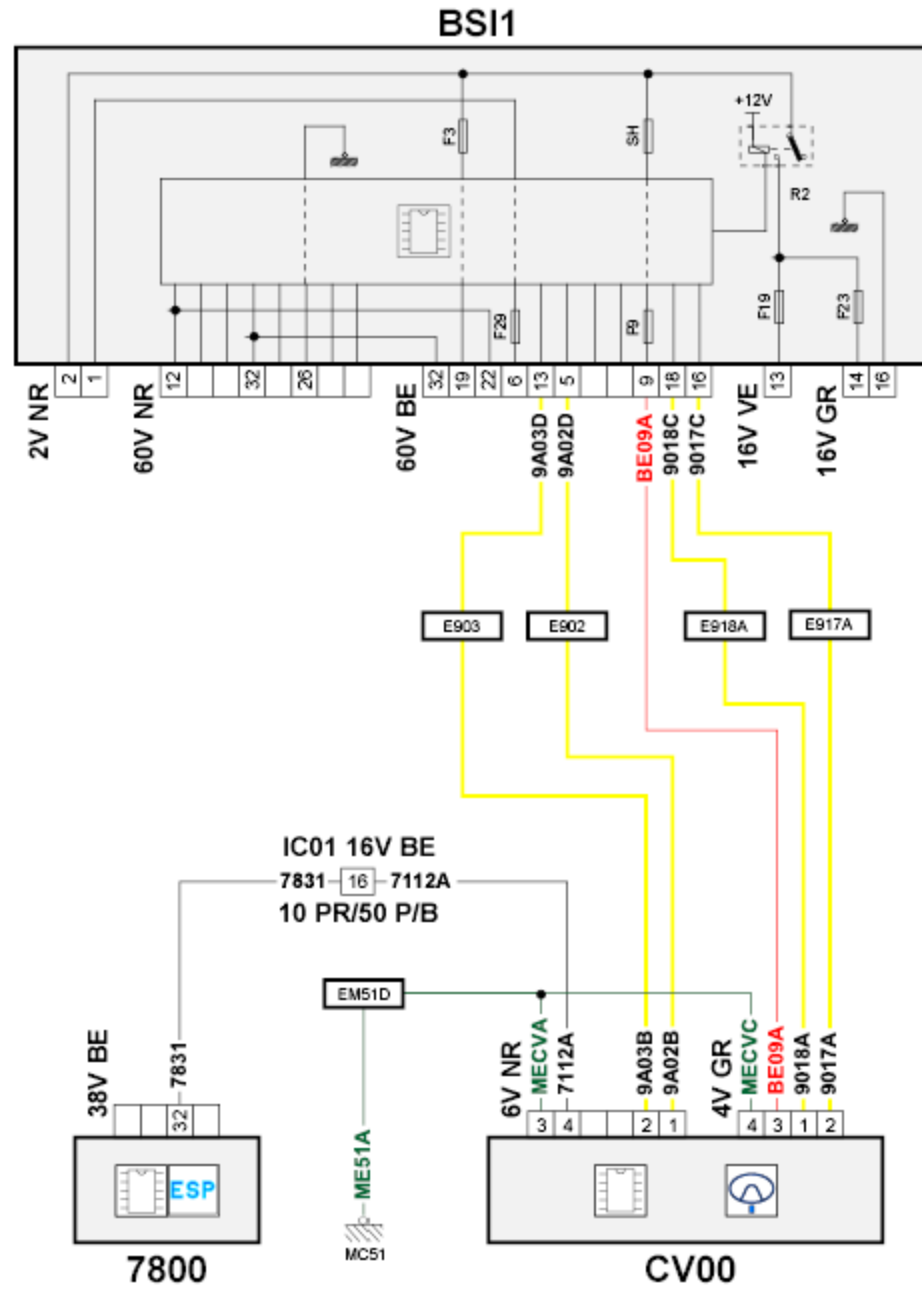 BSI1
+12V
F3
SH
R2
F29
P9
F19
F23
2V NR
2
1
60V NR
12
32
26
60V BE
32
19
22
6
13
5
9
18
16
16V VE
13
16V GR
14
16
9A03D
9A02D
BE09A
9018C
9017C
E903
E902
E918A
E917A
IC01 16V BE
7831
16
7112A
10 PR/50 P/B
EM51D
38V BE
7831
32
ME51A
MC51
6V NR
MECVA
7112A
9A03B
9A02B
4V GR
MECVC
BE09A
9018A
9017A
3
4
2
1
4
3
1
2
ESP
7800
CV00